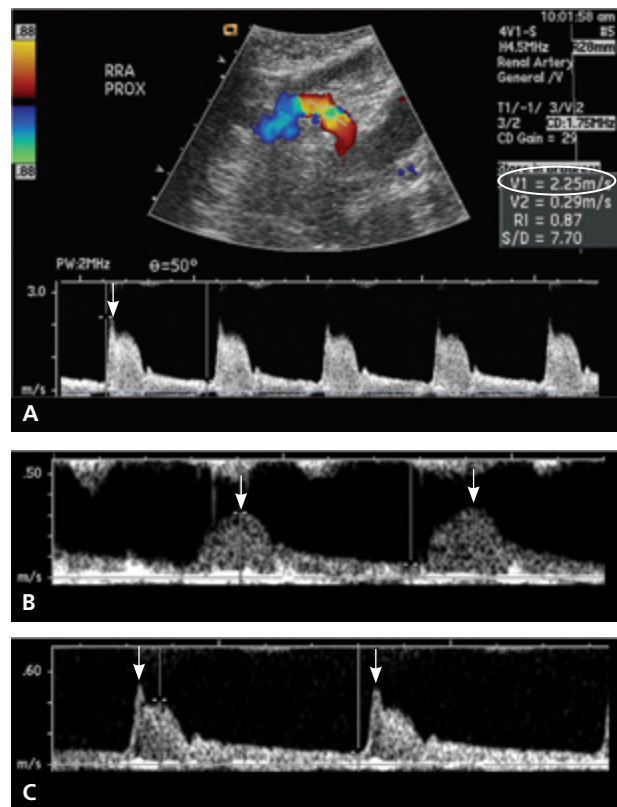 10:01:58 am
.88
4V1-S #5
H4.5MHz R28mm
Renal Artery
General /V
RRA
PROX
T1/-1/ 3/V:2
3/2 CD:1.75MHz
CD Gain = 29
.88
V1 = 2.25m/s
V2 = 0.29m/s
RI = 0.87
S/D = 7.70
PW:2MHz Θ=50°
3.0
m/s
A
.50
m/s
B
.60
m/s
C